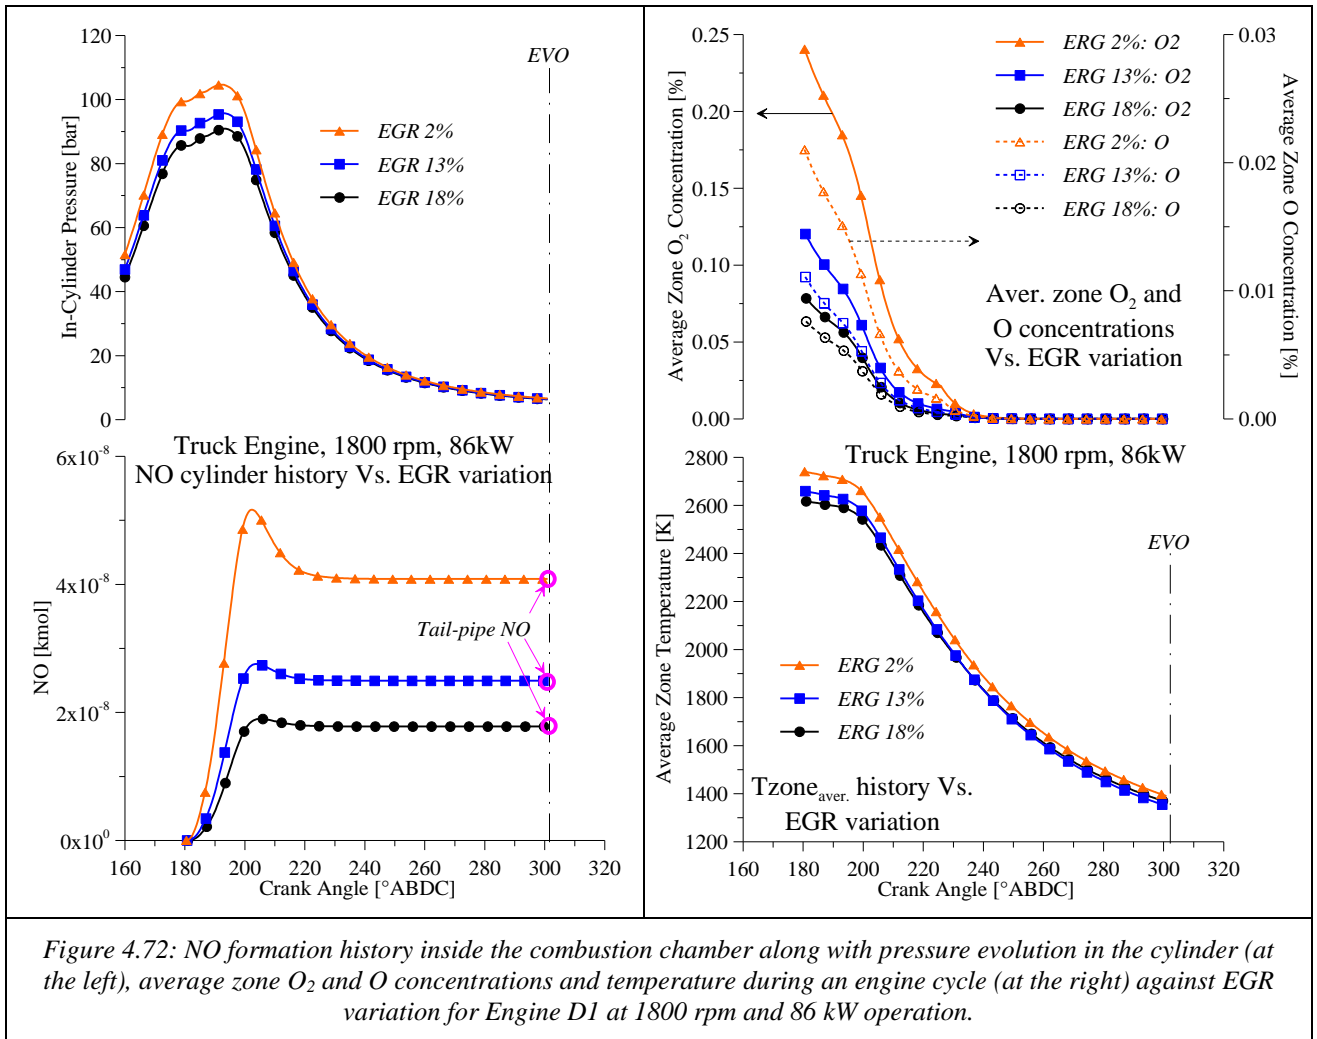 120
100
80
60
40
20
0
In-Cylinder Pressure [bar]
EVO
EGR 2%
EGR 13%
EGR 18%
Truck Engine, 1800 rpm, 86kW
NO cylinder history Vs. EGR variation
6x10-8
4x10-8
2x10-8
0x100
NO [kmol]
Tail-pipe NO
160 180 200 220 240 260 280 300 320
Crank Angle [°ABDC]
0.25
0.20
0.15
0.10
0.05
0.00
Average Zone O2 Concentration [%]
ERG 2%: O2
ERG 13%: O2
ERG 18%: O2
ERG 2%: O
ERG 13%: O
ERG 18%: O
0.03
0.02
0.01
0.00
Average Zone O Concentration [%]
Aver. zone O2 and
O concentrations
Vs. EGR variation
Truck Engine, 1800 rpm, 86kW
2800
2600
2400
2200
2000
1800
1600
1400
1200
Average Zone Temperature [K]
EVO
ERG 2%
ERG 13%
ERG 18%
Tzoneaver. history Vs.
EGR variation
160 180 200 220 240 260 280 300 320
Crank Angle [°ABDC]
Figure 4.72: NO formation history inside the combustion chamber along with pressure evolution in the cylinder (at
the left), average zone O2 and O concentrations and temperature during an engine cycle (at the right) against EGR
variation for Engine D1 at 1800 rpm and 86 kW operation.